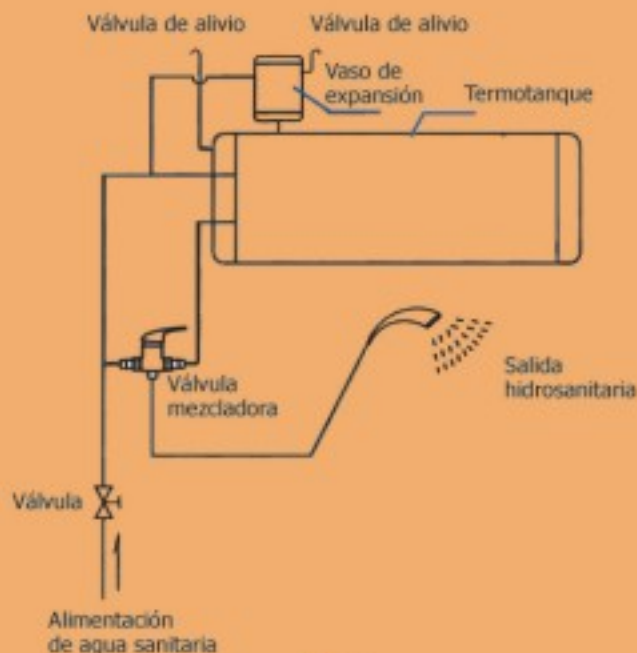 Válvula de alivio
Válvula de alivio
Vaso de
expansión
Termotanque
Válvula
mezcladora
Salida
hidrosanitaria
Válvula
Alimentación
de agua sanitaria